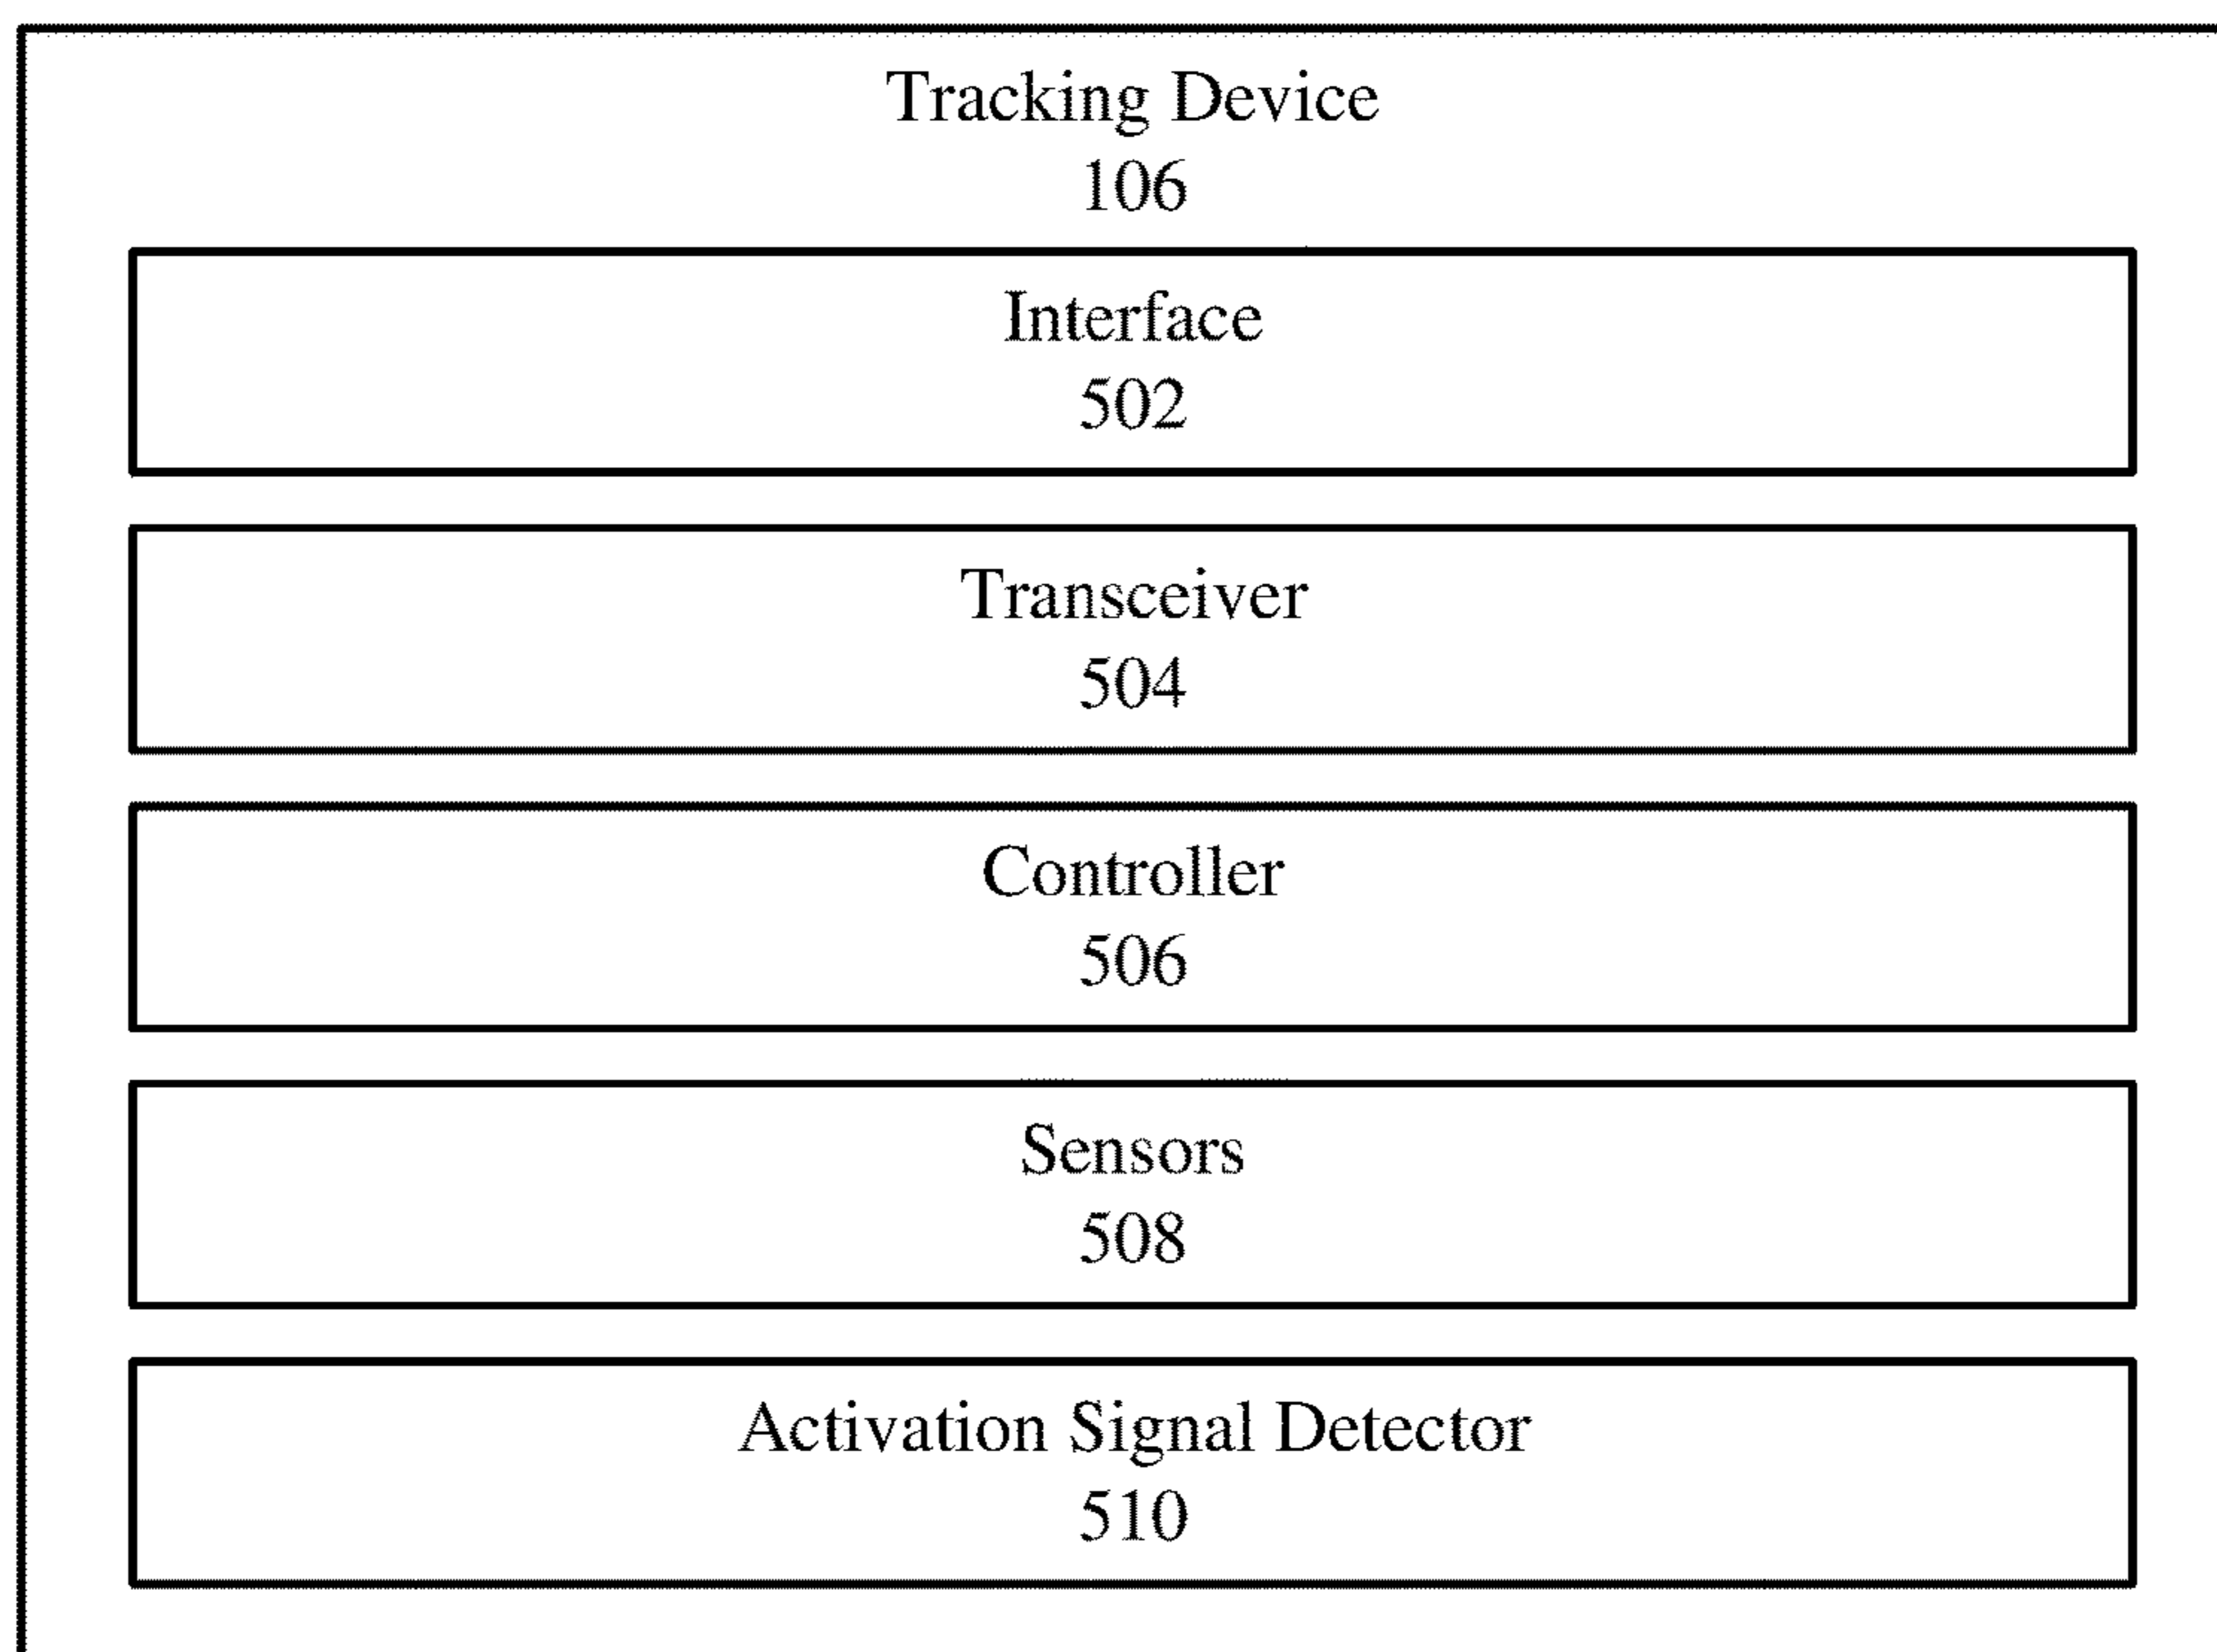 Tracking Device
106
Interface
502
Transceiver
504
Controller
506
Sensors
508
Activation Signal Detector
510